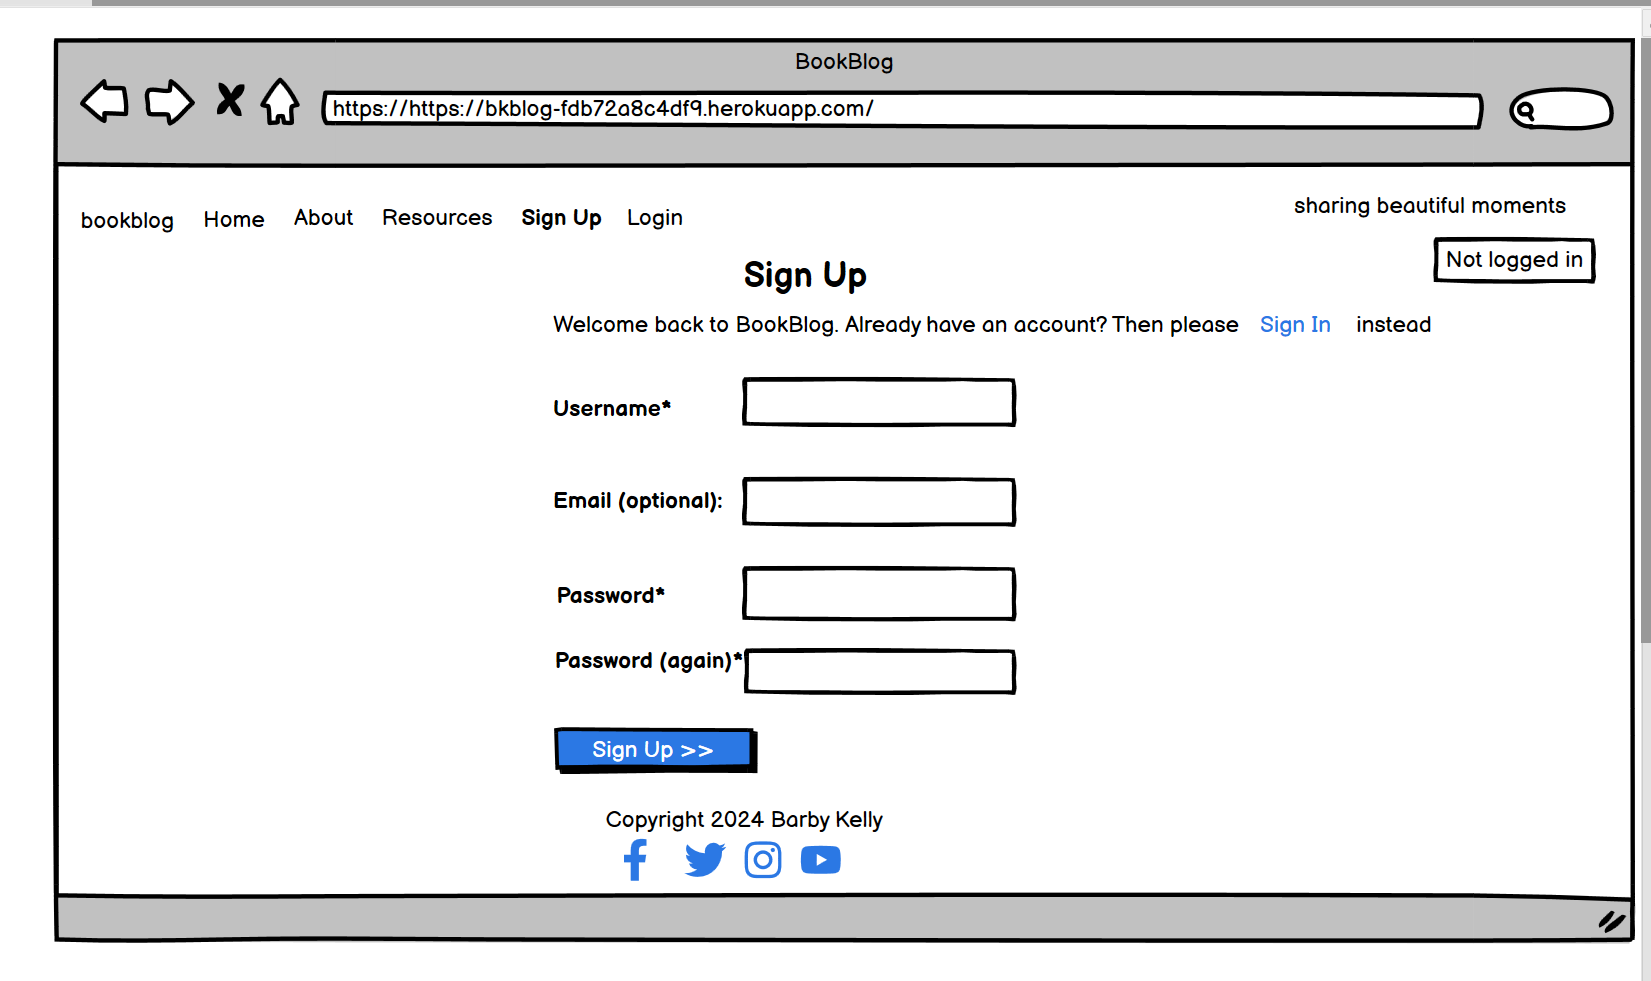 BookBlog
https://https://bkblog-fdb72a8c4df9.herokuapp.com/
sharing beautiful moments
bookblog Home About Resources Sign Up Login
Not logged in
Sign Up
Welcome back to BookBlog. Already have an account? Then please Sign In instead
Username*
Email (optional):
Password*
Password (again)*
Sign Up >>
Copyright 2024 Barby Kelly